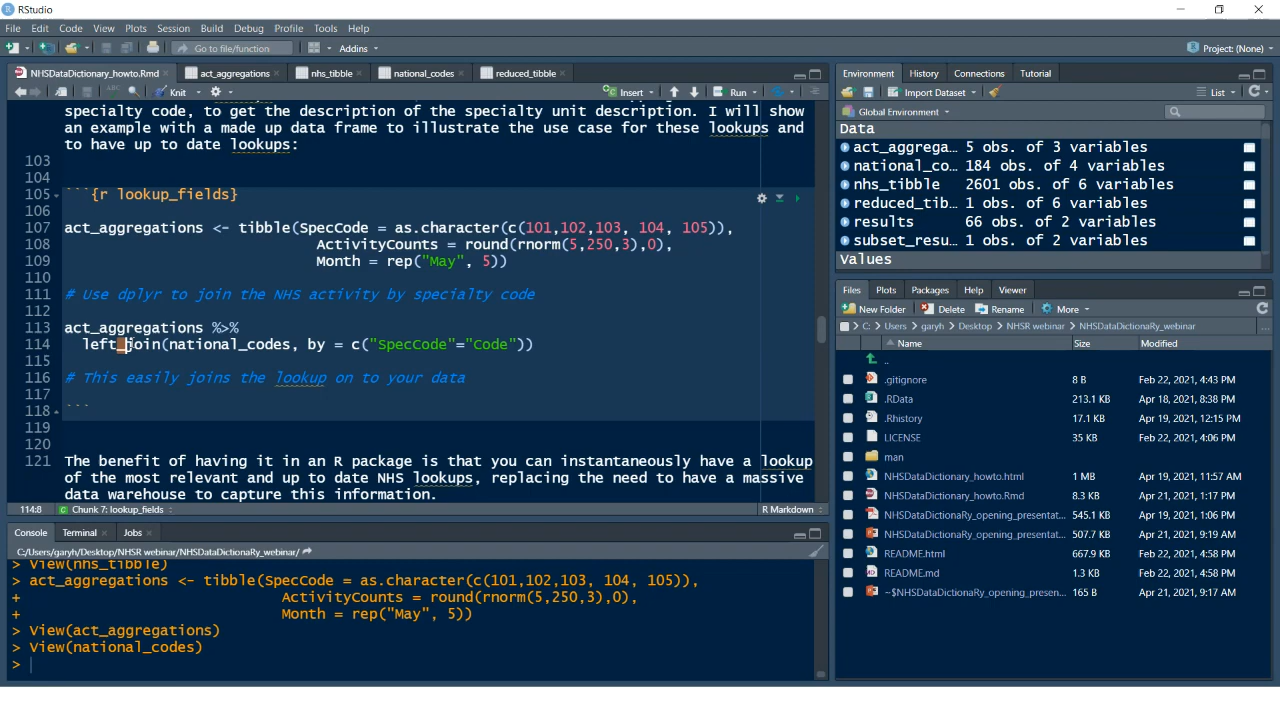 RStudio
File Edit Code View Plots Session Build Debug Profile Tools Help
Go to file/function Addins Project: (None)
NHSDataDictionary_howto.Rmd act_aggregations nhs_tibble national_codes reduced_tibble
Knit Insert Run
specialty code, to get the description of the specialty unit description. I will show
an example with a made up data frame to illustrate the use case for these lookups and
to have up to date lookups:
103
104
105 ```{r lookup_fields}
106
107 act_aggregations <- tibble(SpecCode = as.character(c(101,102,103, 104, 105)),
108 ActivityCounts = round(rnorm(5,250,3),0),
109 Month = rep("May", 5))
110
111 # Use dplyr to join the NHS activity by specialty code
112
113 act_aggregations %>%
114 left_join(national_codes, by = c("SpecCode"="Code"))
115
116 # This easily joins the lookup on to your data
117
118 ```
119
120
121 The benefit of having it in an R package is that you can instantaneously have a lookup
of the most relevant and up to date NHS lookups, replacing the need to have a massive
data warehouse to capture this information.
114:8 Chunk 7: lookup_fields R Markdown
Console Terminal Jobs
C:/Users/garyh/Desktop/NHSR webinar/NHSDataDictionaRy_webinar/
> View(nhs_tibble)
> act_aggregations <- tibble(SpecCode = as.character(c(101,102,103, 104, 105)),
+ ActivityCounts = round(rnorm(5,250,3),0),
+ Month = rep("May", 5))
> View(act_aggregations)
> View(national_codes)
>
Environment History Connections Tutorial
Import Dataset List
Global Environment
Data
act_aggrega… 5 obs. of 3 variables
national_co… 184 obs. of 4 variables
nhs_tibble 2601 obs. of 6 variables
reduced_tib… 1 obs. of 6 variables
results 66 obs. of 2 variables
subset_resu… 1 obs. of 2 variables
Values
Files Plots Packages Help Viewer
New Folder Delete Rename More
C: > Users > garyh > Desktop > NHSR webinar > NHSDataDictionaRy_webinar ...
Name Size Modified
..
.gitignore 8 B Feb 22, 2021, 4:43 PM
.RData 213.1 KB Apr 18, 2021, 8:38 PM
.Rhistory 17.1 KB Apr 19, 2021, 12:15 PM
LICENSE 35 KB Feb 22, 2021, 4:06 PM
man
NHSDataDictionary_howto.html 1 MB Apr 19, 2021, 11:57 AM
NHSDataDictionary_howto.Rmd 8.3 KB Apr 21, 2021, 1:17 PM
NHSDataDictionaRy_opening_presentat... 545.1 KB Apr 19, 2021, 1:06 PM
NHSDataDictionaRy_opening_presentat... 507.7 KB Apr 21, 2021, 9:19 AM
README.html 667.9 KB Feb 22, 2021, 4:58 PM
README.md 1.3 KB Feb 22, 2021, 4:58 PM
~$NHSDataDictionaRy_opening_presen... 165 B Apr 21, 2021, 9:17 AM